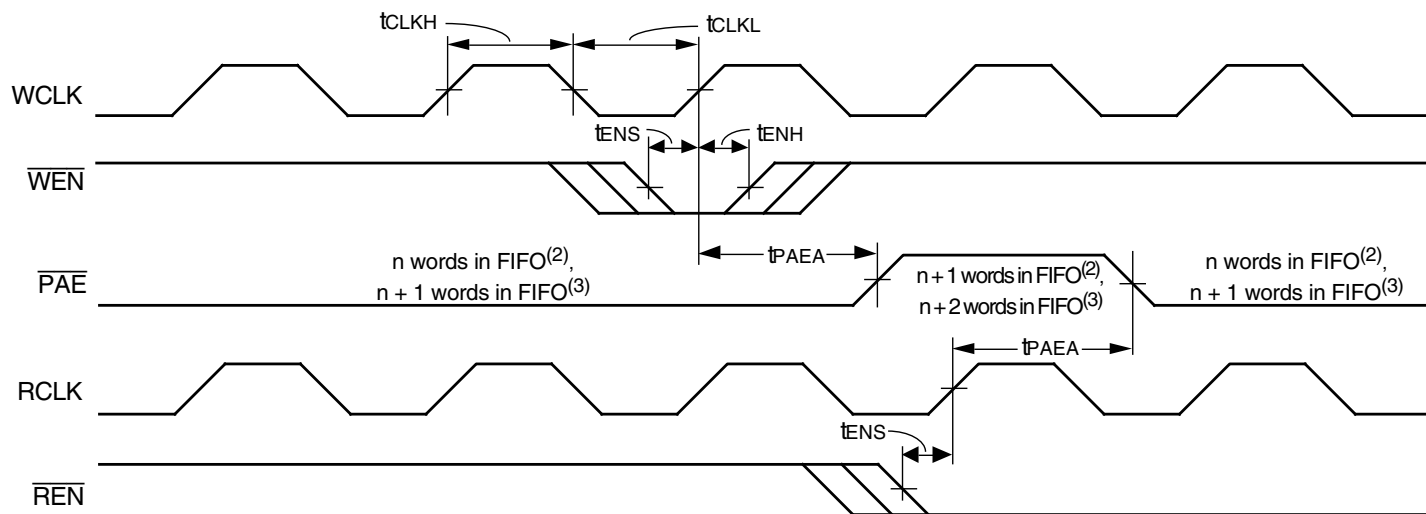 tCLKH
tCLKL
WCLK
tENS
tENH
WEN
tPAEA
n words in FIFO(2),
n + 1 words in FIFO(3)
PAE
n + 1 words in FIFO(2),
n + 2 words in FIFO(3)
n words in FIFO(2),
n + 1 words in FIFO(3)
tPAEA
RCLK
tENS
REN